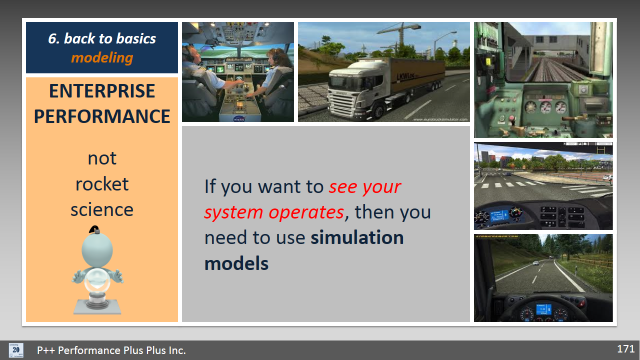 6. back to basics
modeling
ENTERPRISE
PERFORMANCE
not
rocket
science
If you want to see your
system operates, then you
need to use simulation
models
P++ Performance Plus Plus Inc.
171